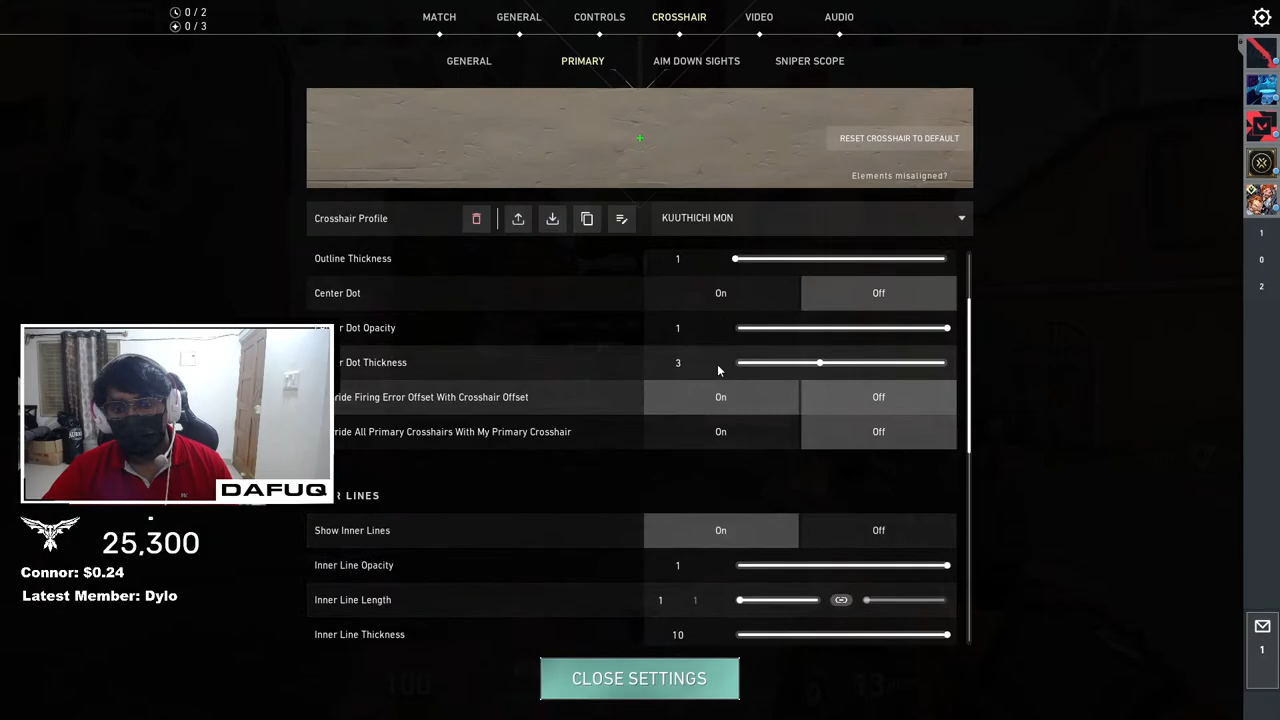 0 / 2
0 / 3
MATCH GENERAL CONTROLS CROSSHAIR VIDEO AUDIO
GENERAL PRIMARY AIM DOWN SIGHTS SNIPER SCOPE
RESET CROSSHAIR TO DEFAULT
Elements misaligned?
Crosshair Profile KUUTHICHI MON
Outline Thickness 1
Center Dot On Off
Dot Opacity 1
Dot Thickness 3
ride Firing Error Offset With Crosshair Offset On Off
ride All Primary Crosshairs With My Primary Crosshair On Off
R LINES
Show Inner Lines On Off
Inner Line Opacity 1
Inner Line Length 1 1
Inner Line Thickness 10
CLOSE SETTINGS
DAFUQ
25,300
Connor: $0.24
Latest Member: Dylo
1
0
2
1
100
13